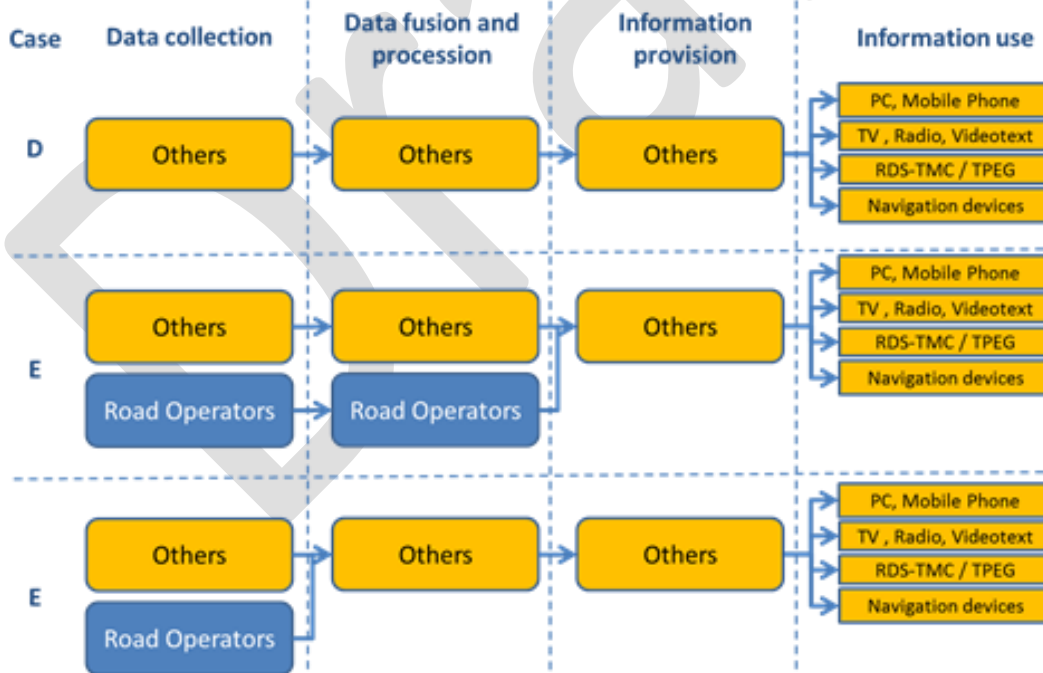 Case Data collection Data fusion and procession Information provision Information use
D
Others Others Others
PC, Mobile Phone
TV , Radio, Videotext
RDS-TMC / TPEG
Navigation devices
E
Others Others Others
Road Operators Road Operators
PC, Mobile Phone
TV , Radio, Videotext
RDS-TMC / TPEG
Navigation devices
E
Others Others Others
Road Operators
PC, Mobile Phone
TV , Radio, Videotext
RDS-TMC / TPEG
Navigation devices